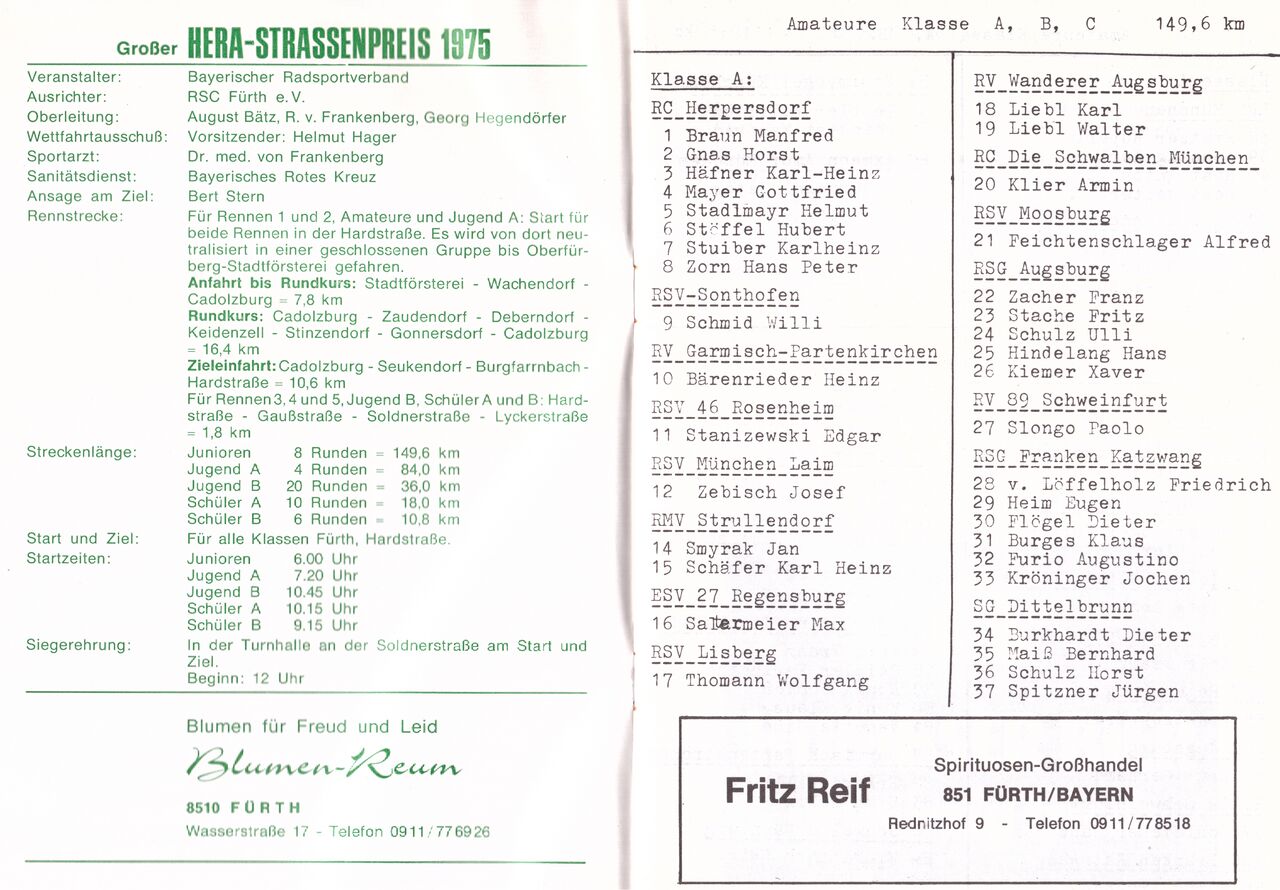 Großer HERA-STRASSENPREIS 1975
Veranstalter: Bayerischer Radsportverband
Ausrichter: RSC Fürth e.V.
Oberleitung: August Bätz, R. v. Frankenberg, Georg Hegendörfer
Wettfahrtausschuß: Vorsitzender: Helmut Hager
Sportarzt: Dr. med. von Frankenberg
Sanitätsdienst: Bayerisches Rotes Kreuz
Ansage am Ziel: Bert Stern
Rennstrecke: Für Rennen 1 und 2, Amateure und Jugend A: Start für
beide Rennen in der Hardstraße. Es wird von dort neu-
tralisiert in einer geschlossenen Gruppe bis Oberfür-
berg-Stadtförsterei gefahren.
Anfahrt bis Rundkurs: Stadtförsterei - Wachendorf -
Cadolzburg = 7,8 km
Rundkurs: Cadolzburg - Zaudendorf - Deberndorf -
Keidenzell - Stinzendorf - Gonnersdorf - Cadolzburg
= 16,4 km
Zieleinfahrt: Cadolzburg - Seukendorf - Burgfarrnbach -
Hardstraße = 10,6 km
Für Rennen 3, 4 und 5, Jugend B, Schüler A und B: Hard-
straße - Gaußstraße - Soldnerstraße - Lyckerstraße
= 1,8 km
Streckenlänge: Junioren 8 Runden = 149,6 km
Jugend A 4 Runden = 84,0 km
Jugend B 20 Runden = 36,0 km
Schüler A 10 Runden = 18,0 km
Schüler B 6 Runden = 10,8 km
Start und Ziel: Für alle Klassen Fürth, Hardstraße.
Startzeiten: Junioren 6.00 Uhr
Jugend A 7.20 Uhr
Jugend B 10.45 Uhr
Schüler A 10.15 Uhr
Schüler B 9.15 Uhr
Siegerehrung: In der Turnhalle an der Soldnerstraße am Start und
Ziel.
Beginn: 12 Uhr
Blumen für Freud und Leid
Blumen-Reum
8510 FÜRTH
Wasserstraße 17 - Telefon 0911/776926
Amateure Klasse A, B, C 149,6 km
Klasse A:
RC Herpersdorf
1 Braun Manfred
2 Gnas Horst
3 Häfner Karl-Heinz
4 Mayer Gottfried
5 Stadlmayr Helmut
6 Stöffel Hubert
7 Stuiber Karlheinz
8 Zorn Hans Peter
RSV-Sonthofen
9 Schmid Willi
RV Garmisch-Partenkirchen
10 Bärenrieder Heinz
RSV 46 Rosenheim
11 Stanizewski Edgar
RSV München Laim
12 Zebisch Josef
RMV Strullendorf
14 Smyrak Jan
15 Schäfer Karl Heinz
ESV 27 Regensburg
16 Saltermeier Max
RSV Lisberg
17 Thomann Wolfgang
RV Wanderer Augsburg
18 Liebl Karl
19 Liebl Walter
RC Die Schwalben München
20 Klier Armin
RSV Moosburg
21 Feichtenschlager Alfred
RSG Augsburg
22 Zacher Franz
23 Stache Fritz
24 Schulz Ulli
25 Hindelang Hans
26 Kiemer Xaver
RV 89 Schweinfurt
27 Slongo Paolo
RSG Franken Katzwang
28 v. Löffelholz Friedrich
29 Heim Eugen
30 Flögel Dieter
31 Burges Klaus
32 Furio Augustino
33 Kröninger Jochen
SG Dittelbrunn
34 Burkhardt Dieter
35 Maiß Bernhard
36 Schulz Horst
37 Spitzner Jürgen
Fritz Reif
Spirituosen-Großhandel
851 FÜRTH/BAYERN
Rednitzhof 9 - Telefon 0911/778518